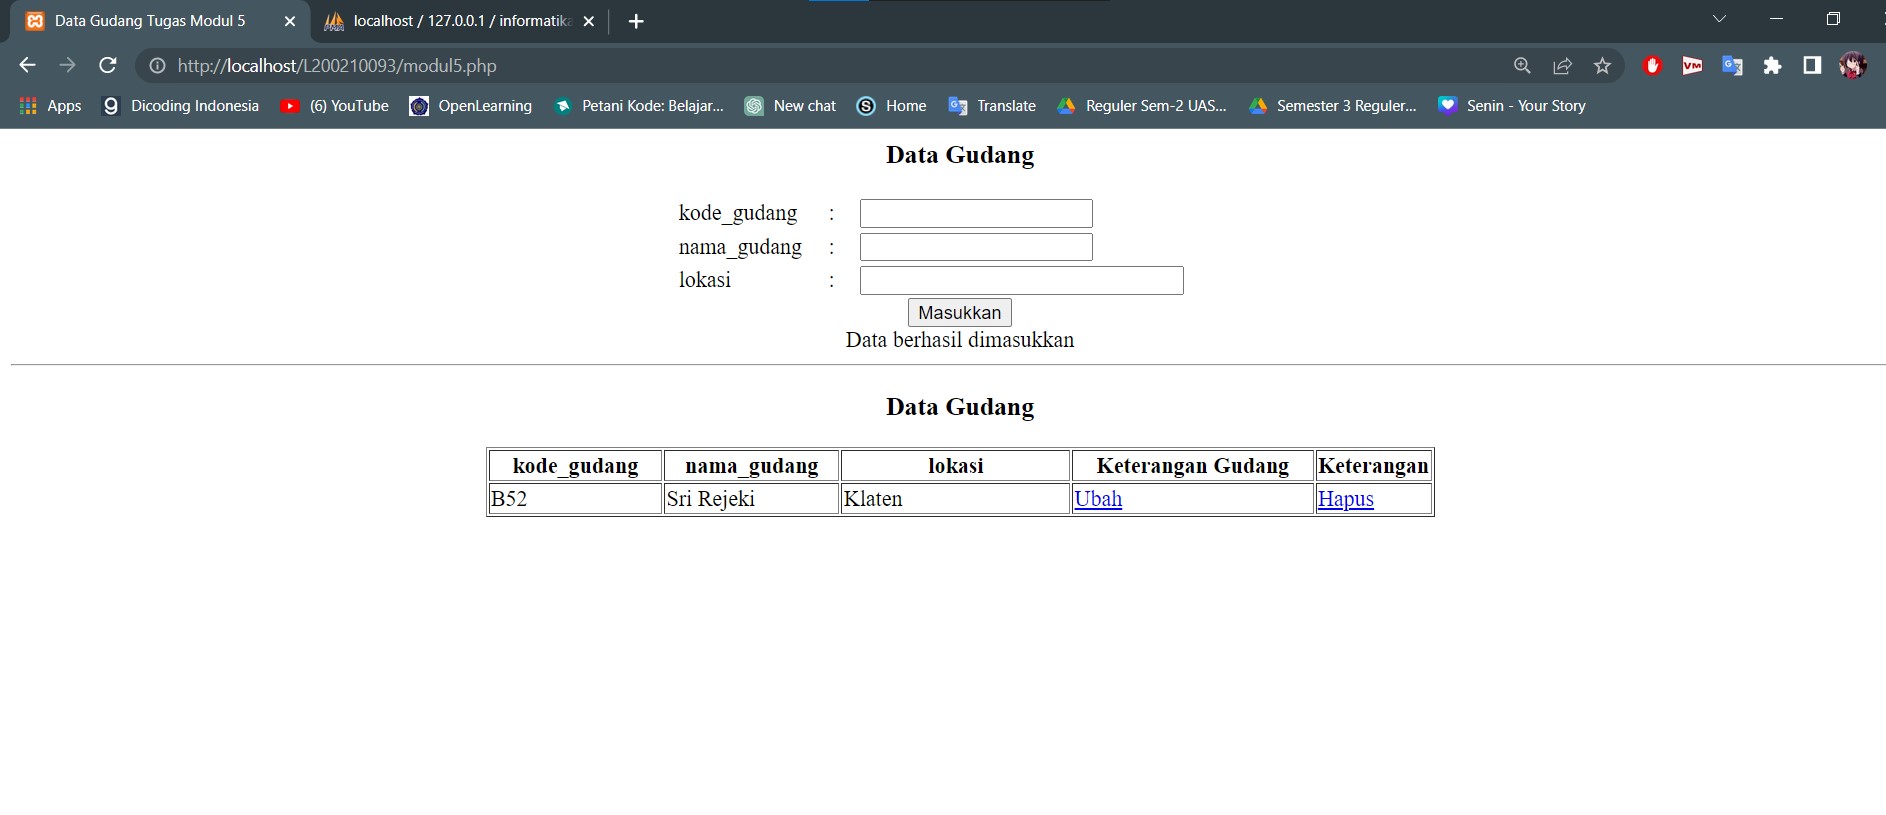 Data Gudang Tugas Modul 5
localhost / 127.0.0.1 / informatika
http://localhost/L200210093/modul5.php
Apps Dicoding Indonesia (6) YouTube OpenLearning Petani Kode: Belajar... New chat Home Translate Reguler Sem-2 UAS... Semester 3 Reguler... Senin - Your Story
Data Gudang
kode_gudang :
nama_gudang :
lokasi :
Masukkan
Data berhasil dimasukkan
Data Gudang
kode_gudang nama_gudang lokasi Keterangan Gudang Keterangan
B52 Sri Rejeki Klaten Ubah Hapus